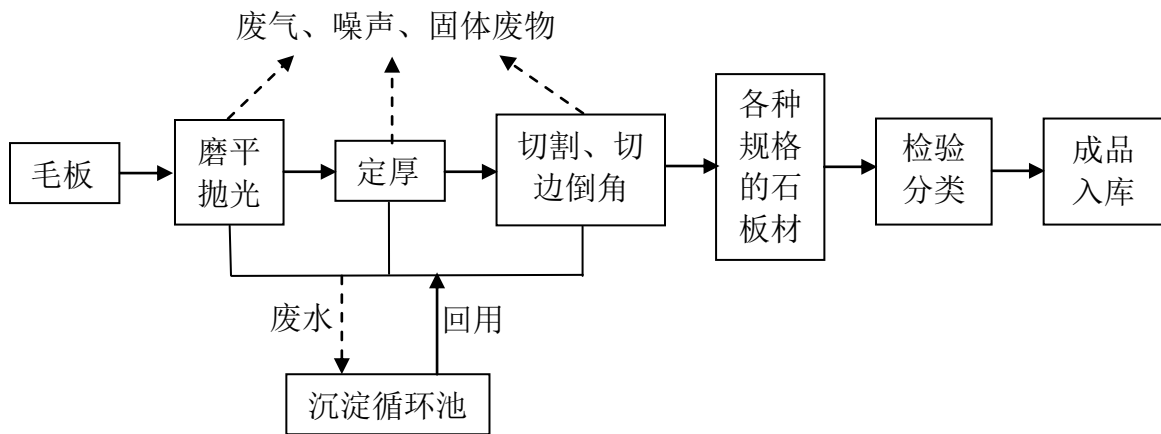 废气、噪声、固体废物
毛板
磨平
抛光
定厚
切割、切
边倒角
各种
规格
的石
板材
检验
分类
成品
入库
废水
回用
沉淀循环池